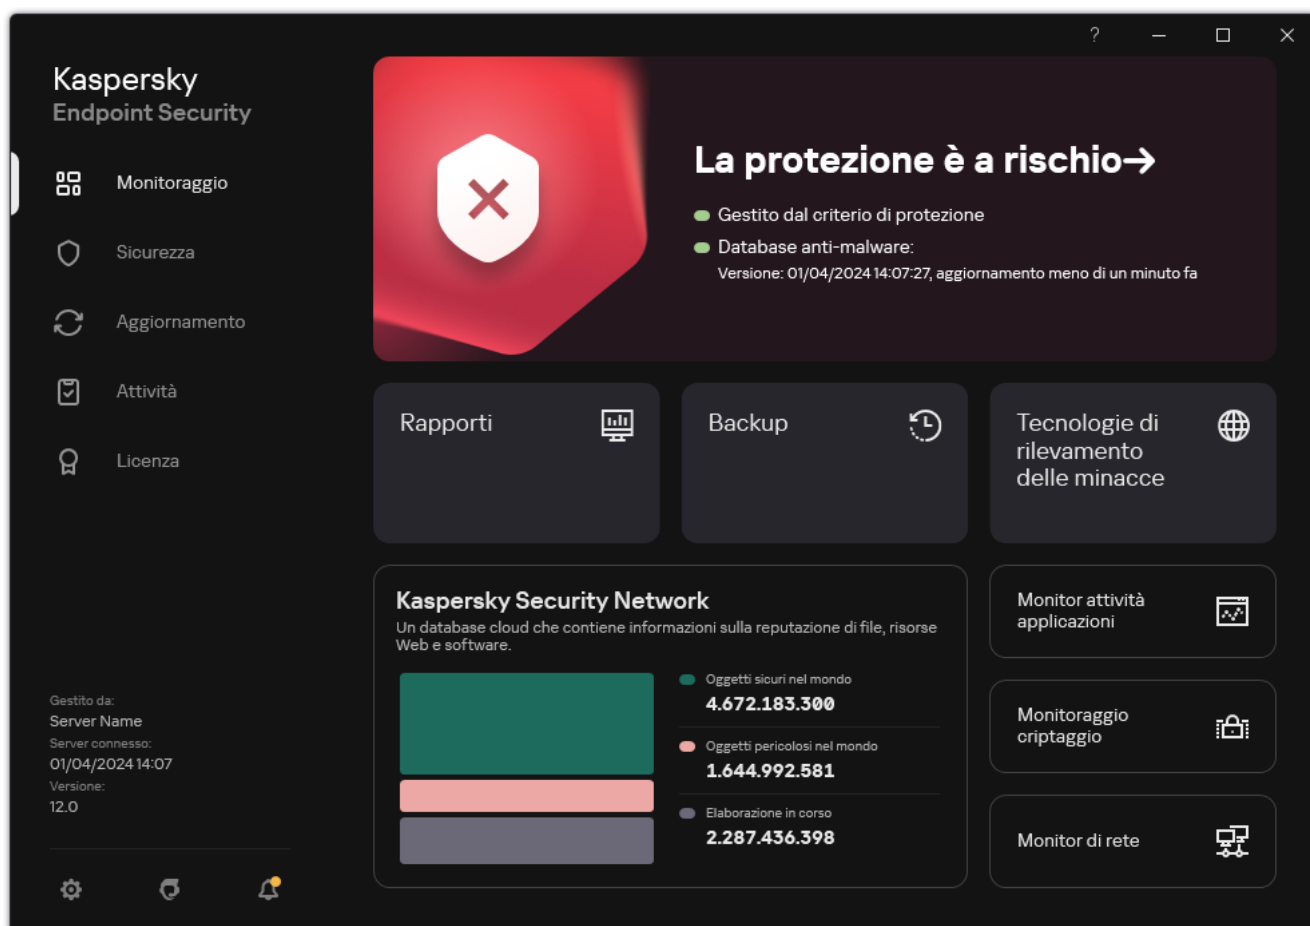 ?
Kaspersky
Endpoint Security
Monitoraggio
Sicurezza
Aggiornamento
Attività
Licenza
Gestito da:
Server Name
Server connesso:
01/04/2024 14:07
Versione:
12.0
La protezione è a rischio→
Gestito dal criterio di protezione
Database anti-malware:
Versione: 01/04/2024 14:07:27, aggiornamento meno di un minuto fa
Rapporti
Backup
Tecnologie di
rilevamento
delle minacce
Kaspersky Security Network
Un database cloud che contiene informazioni sulla reputazione di file, risorse
Web e software.
Oggetti sicuri nel mondo
4.672.183.300
Oggetti pericolosi nel mondo
1.644.992.581
Elaborazione in corso
2.287.436.398
Monitor attività
applicazioni
Monitoraggio
criptaggio
Monitor di rete